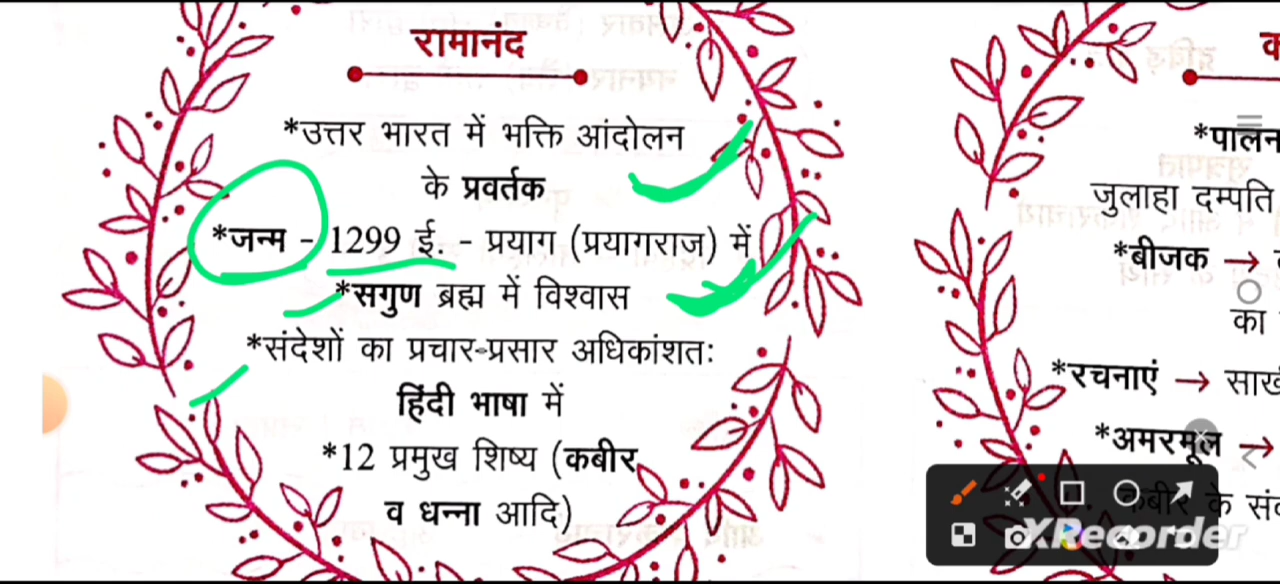 रामानंद
*उत्तर भारत में भक्ति आंदोलन
के प्रवर्तक
*जन्म - 1299 ई. - प्रयाग (प्रयागराज) में
*सगुण ब्रह्म में विश्वास
*संदेशों का प्रचार-प्रसार अधिकांशतः
हिंदी भाषा में
*12 प्रमुख शिष्य (कबीर
व धन्ना आदि)
*पालन
जुलाहा दम्पति
*बीजक →
का
*रचनाएं →
*अमरमूल →
कबीर के
XRecorder